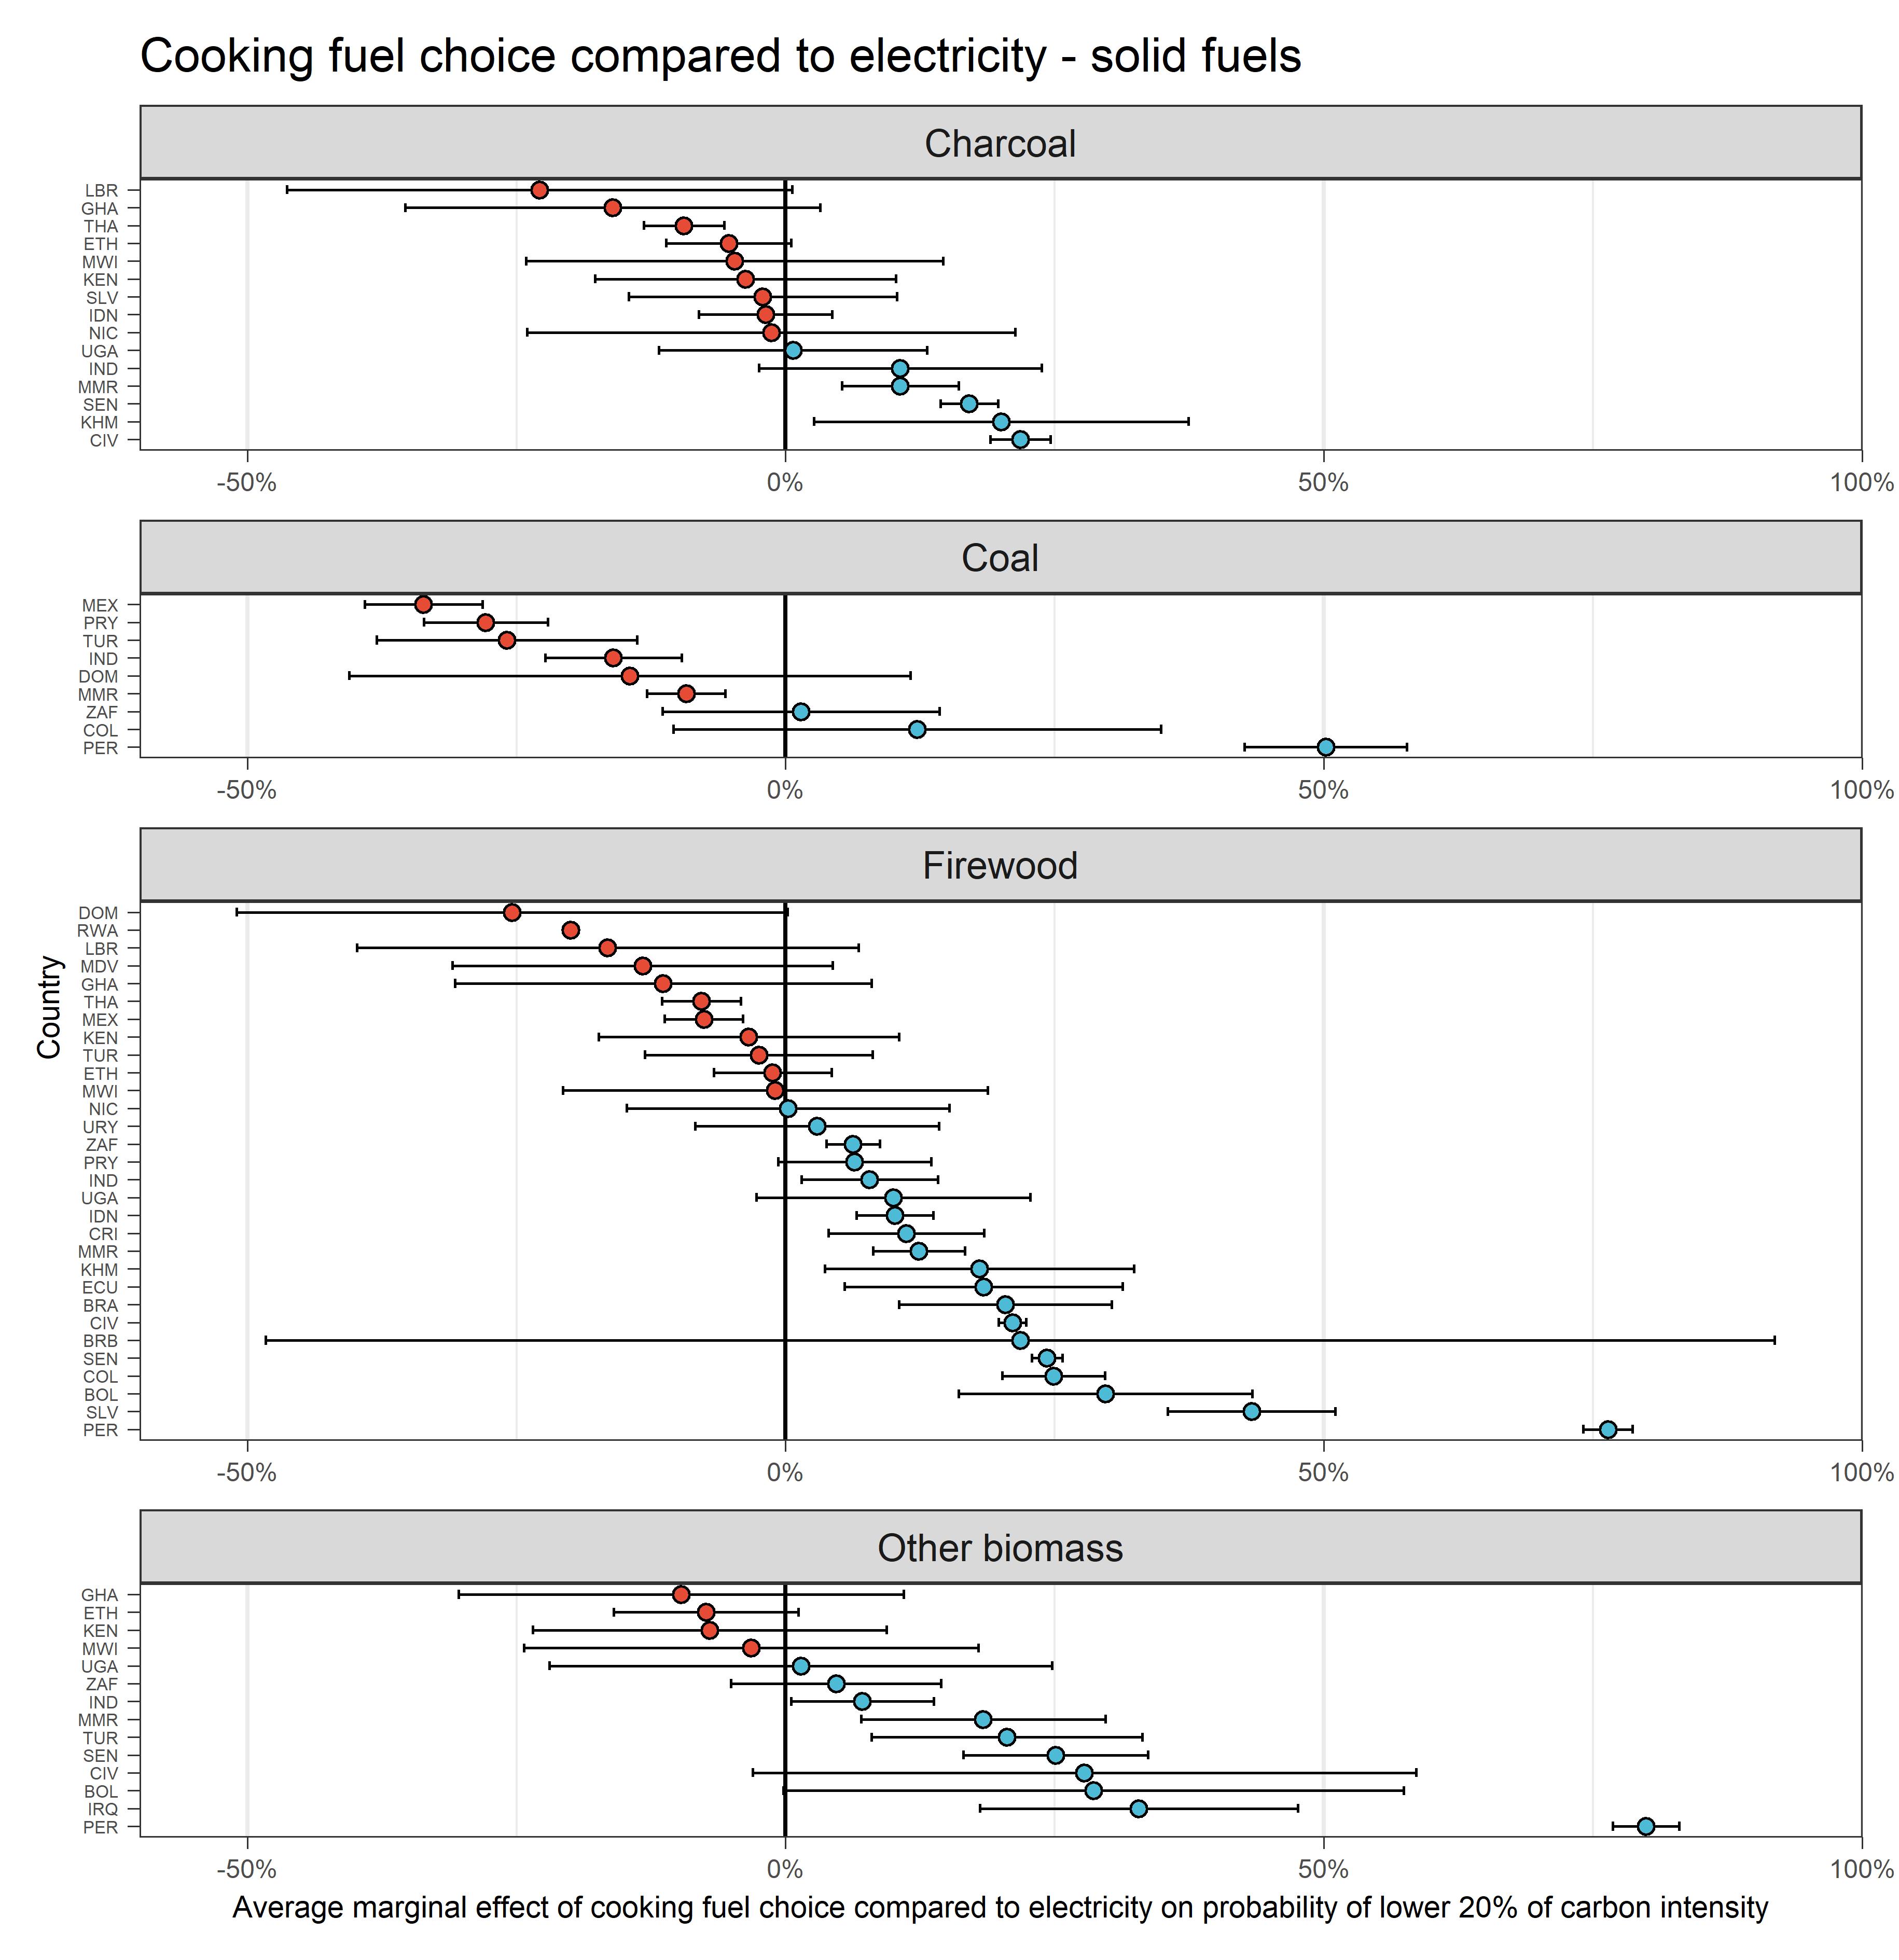 Cooking fuel choice compared to electricity - solid fuels
Charcoal
LBR
GHA
THA
ETH
MWI
KEN
SLV
IDN
NIC
UGA
IND
MMR
SEN
KHM
CIV
-50% 0% 50% 100%
Coal
MEX
PRY
TUR
IND
DOM
MMR
ZAF
COL
PER
-50% 0% 50% 100%
Firewood
Country
DOM
RWA
LBR
MDV
GHA
THA
MEX
KEN
TUR
ETH
MWI
NIC
URY
ZAF
PRY
IND
UGA
IDN
CRI
MMR
KHM
ECU
BRA
CIV
BRB
SEN
COL
BOL
SLV
PER
-50% 0% 50% 100%
Other biomass
GHA
ETH
KEN
MWI
UGA
ZAF
IND
MMR
TUR
SEN
CIV
BOL
IRQ
PER
-50% 0% 50% 100%
Average marginal effect of cooking fuel choice compared to electricity on probability of lower 20% of carbon intensity